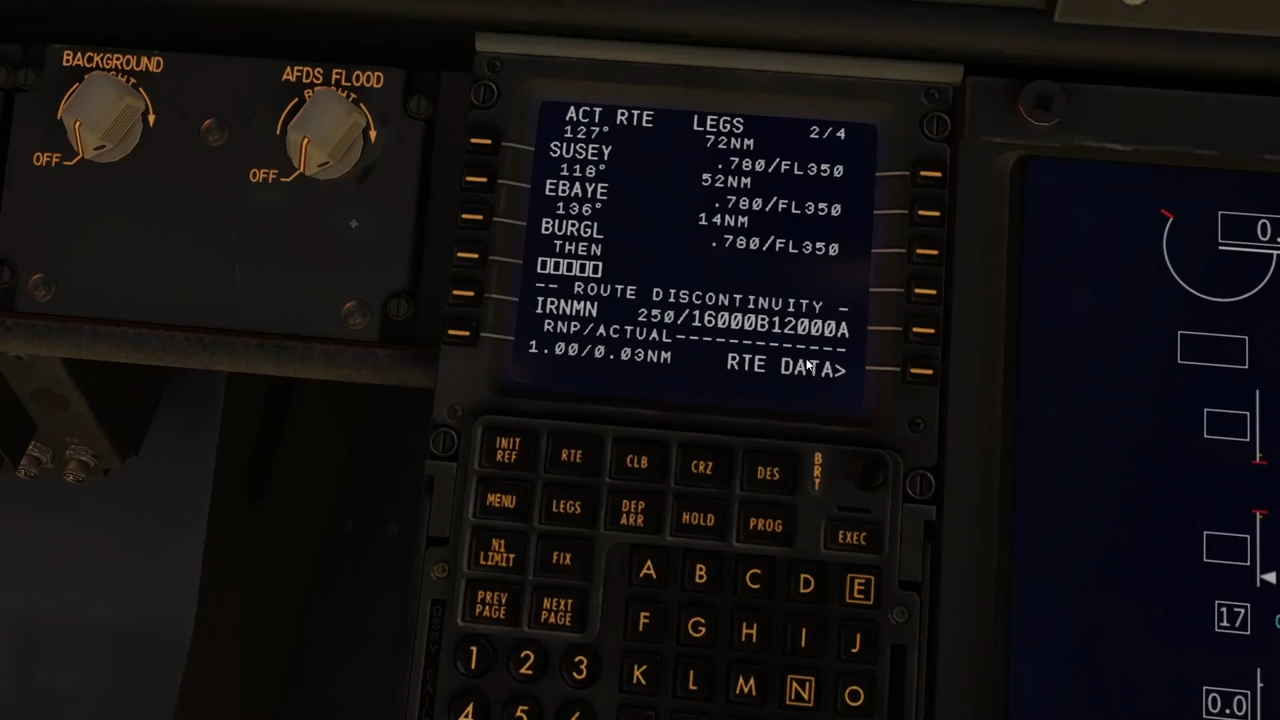 BACKGROUND
OFF
AFDS FLOOD
OFF
ACT RTE LEGS 2/4
127° 72NM
SUSEY .780/FL350
118° 52NM
EBAYE .780/FL350
136° 14NM
BURGL .780/FL350
THEN
□□□□□
-- ROUTE DISCONTINUITY -
IRNMN 250/16000B12000A
RNP/ACTUAL------------
1.00/0.03NM RTE DATA>
INIT REF RTE CLB CRZ DES BRT
MENU LEGS DEP ARR HOLD PROG EXEC
N1 LIMIT FIX
A B C D E
PREV PAGE NEXT PAGE
F G H I J
1 2 3
K L M N O
4 5
0.
17
0.0